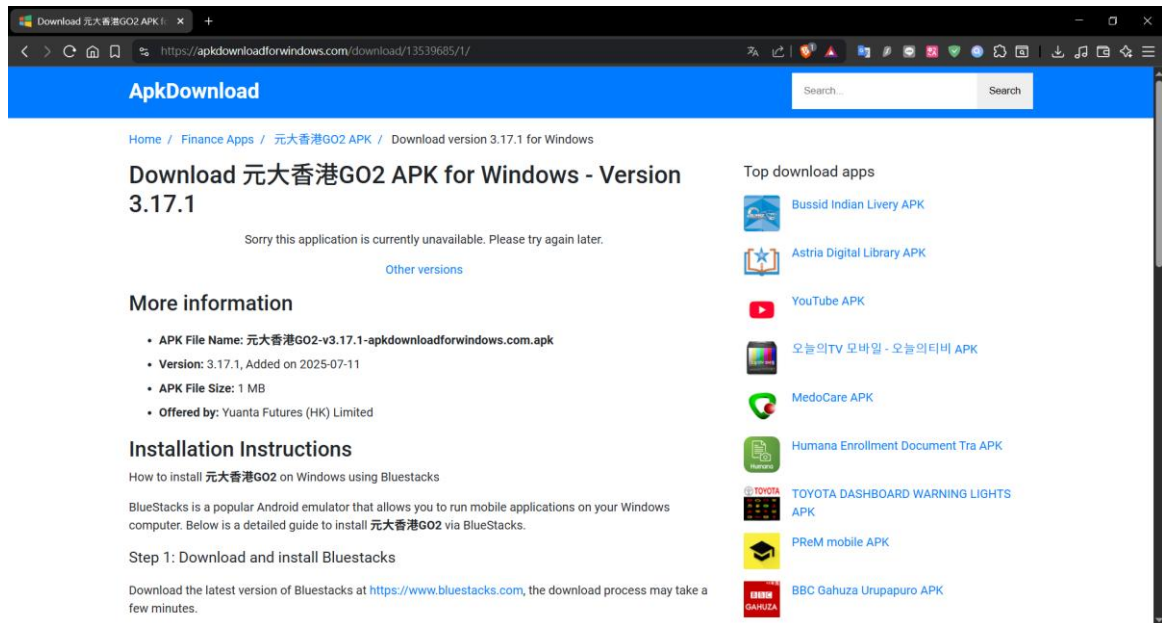 Download 元大香港GO2 APK fo
https://apkdownloadforwindows.com/download/13539685/1/
ApkDownload
Search...
Search
Home / Finance Apps / 元大香港GO2 APK / Download version 3.17.1 for Windows
Download 元大香港GO2 APK for Windows - Version
3.17.1
Sorry this application is currently unavailable. Please try again later.
Other versions
More information
• APK File Name: 元大香港GO2-v3.17.1-apkdownloadforwindows.com.apk
• Version: 3.17.1, Added on 2025-07-11
• APK File Size: 1 MB
• Offered by: Yuanta Futures (HK) Limited
Installation Instructions
How to install 元大香港GO2 on Windows using Bluestacks
BlueStacks is a popular Android emulator that allows you to run mobile applications on your Windows
computer. Below is a detailed guide to install 元大香港GO2 via BlueStacks.
Step 1: Download and install Bluestacks
Download the latest version of Bluestacks at https://www.bluestacks.com, the download process may take a
few minutes.
Top download apps
Bussid Indian Livery APK
Astria Digital Library APK
YouTube APK
오늘의TV 모바일 - 오늘의티비 APK
MedoCare APK
Humana
Humana Enrollment Document Tra APK
TOYOTA
TOYOTA DASHBOARD WARNING LIGHTS
APK
PReM mobile APK
BBC
GAHUZA
BBC Gahuza Urupapuro APK